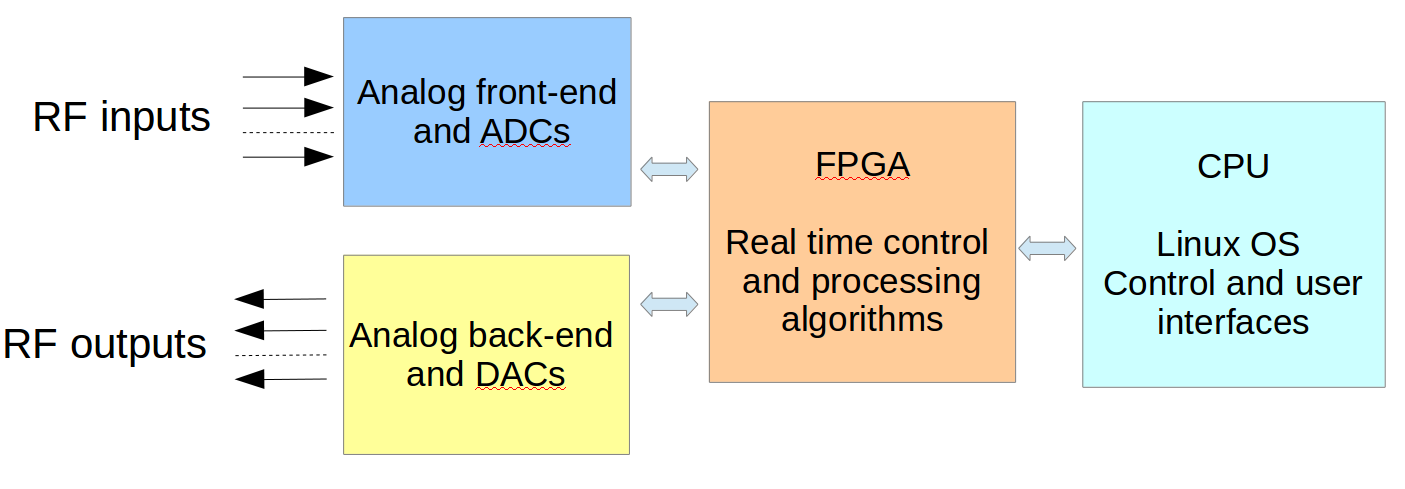 RF inputs
Analog front-end
and ADCs
RF outputs
Analog back-end
and DACs
FPGA
Real time control
and processing
algorithms
CPU
Linux OS
Control and user
interfaces